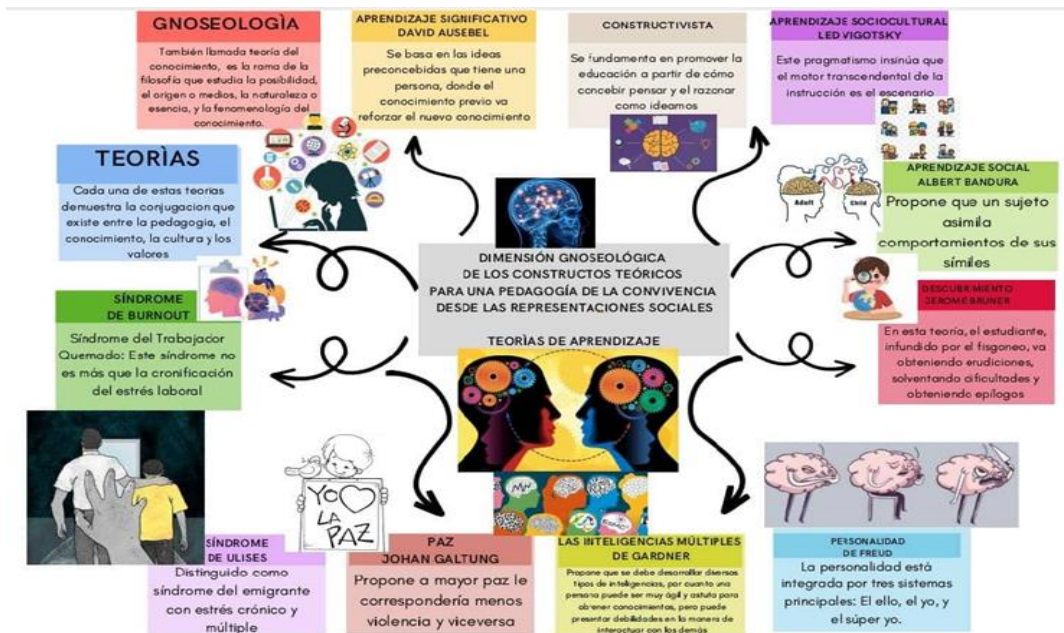 GNOSEOLOGÌA
También llamada teoría del
conocimiento, es la rama de la
filosofía que estudia la posibilidad,
el origen o medios, la naturaleza o
esencia, y la fenomenología del
conocimiento.
APRENDIZAJE SIGNIFICATIVO
DAVID AUSEBEL
Se basa en las ideas
preconcebidas que tiene una
persona, donde el
conocimiento previo va
reforzar el nuevo conocimiento
CONSTRUCTIVISTA
Se fundamenta en promover la
educación a partir de cómo
concebir pensar y el razonar
como ideamos
APRENDIZAJE SOCIOCULTURAL
LED VIGOTSKY
Este pragmatismo insinúa que
el motor transcendental de la
instrucción es el escenario
TEORÌAS
Cada una de estas teorias
demuestra la conjugacion que
existe entre la pedagogía, el
conocimiento, la cultura y los
valores
Adult
Child
APRENDIZAJE SOCIAL
ALBERT BANDURA
Propone que un sujeto
asimila
comportamientos de sus
símiles
DIMENSIÓN GNOSEOLÓGICA
DE LOS CONSTRUCTOS TEÓRICOS
PARA UNA PEDAGOGÍA DE LA CONVIVENCIA
DESDE LAS REPRESENTACIONES SOCIALES
TEORÌAS DE APRENDIZAJE
SÍNDROME
DE BURNOUT
Síndrome del Trabajador
Quemado: Este síndrome no
es más que la cronificación
del estrés laboral
DESCUBRIMIENTO
JEROME BRUNER
En esta teoría, el estudiante,
infundido por el fisgoneo, va
obteniendo erudiciones,
solventando dificultades y
obteniendo epílogos
YO
LA
PAZ
SÍNDROME
DE ULISES
Distinguido como
síndrome del emigrante
con estrés crónico y
múltiple
PAZ
JOHAN GALTUNG
Propone a mayor paz le
correspondería menos
violencia y viceversa
LAS INTELIGENCIAS MÚLTIPLES
DE GARDNER
Propone que se debe desarrolllar diversos
tipos de inteligencias, por cuanto una
persona puede ser muy ágil y astuta para
obtener conocimientos, pero puede
presentar debilidades en la manera de
interactuar con los demás
PERSONALIDAD
DE FREUD
La personalidad está
integrada por tres sistemas
principales: El ello, el yo, y
el súper yo.